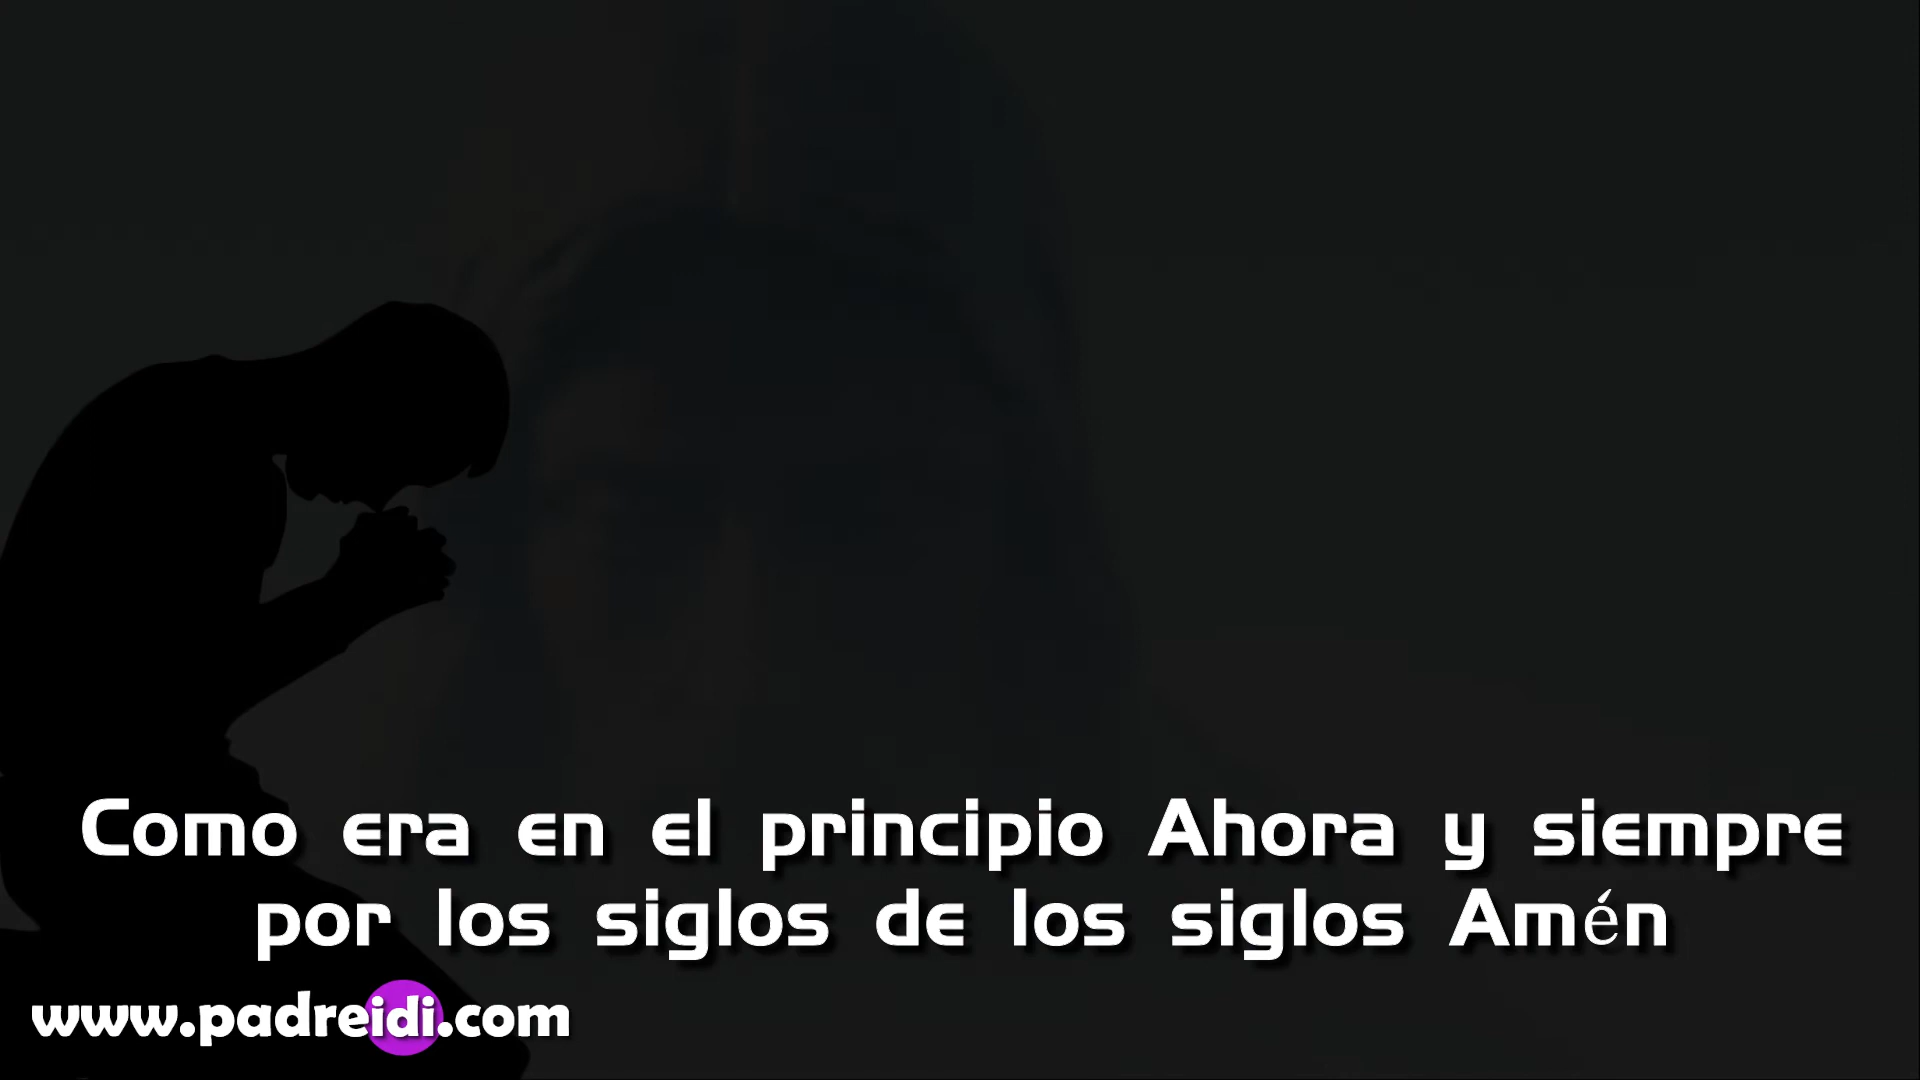 Como era en el principio Ahora y siempre
por los siglos de los siglos Amén
www.padreidi.com